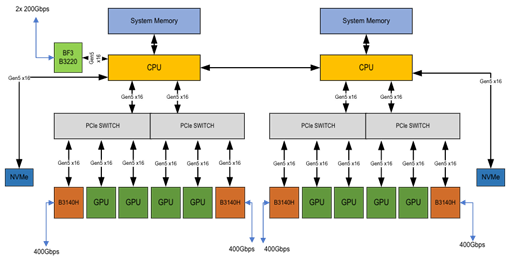 2x 200Gbps
System Memory
System Memory
BF3
B3220
Gen5 x16
CPU
CPU
Gen5 x16
Gen5 x16
Gen5 x16
Gen5 x16
Gen5 x16
Gen5 x16
PCIe SWITCH
PCIe SWITCH
PCIe SWITCH
PCIe SWITCH
Gen5 x16
Gen5 x16
Gen5 x16
Gen5 x16
Gen5 x16
Gen5 x16
Gen5 x16
Gen5 x16
Gen5 x16
Gen5 x16
Gen5 x16
Gen5 x16
NVMe
NVMe
B3140H
GPU
GPU
GPU
GPU
B3140H
B3140H
GPU
GPU
GPU
GPU
B3140H
400Gbps
400Gbps
400Gbps
400Gbps